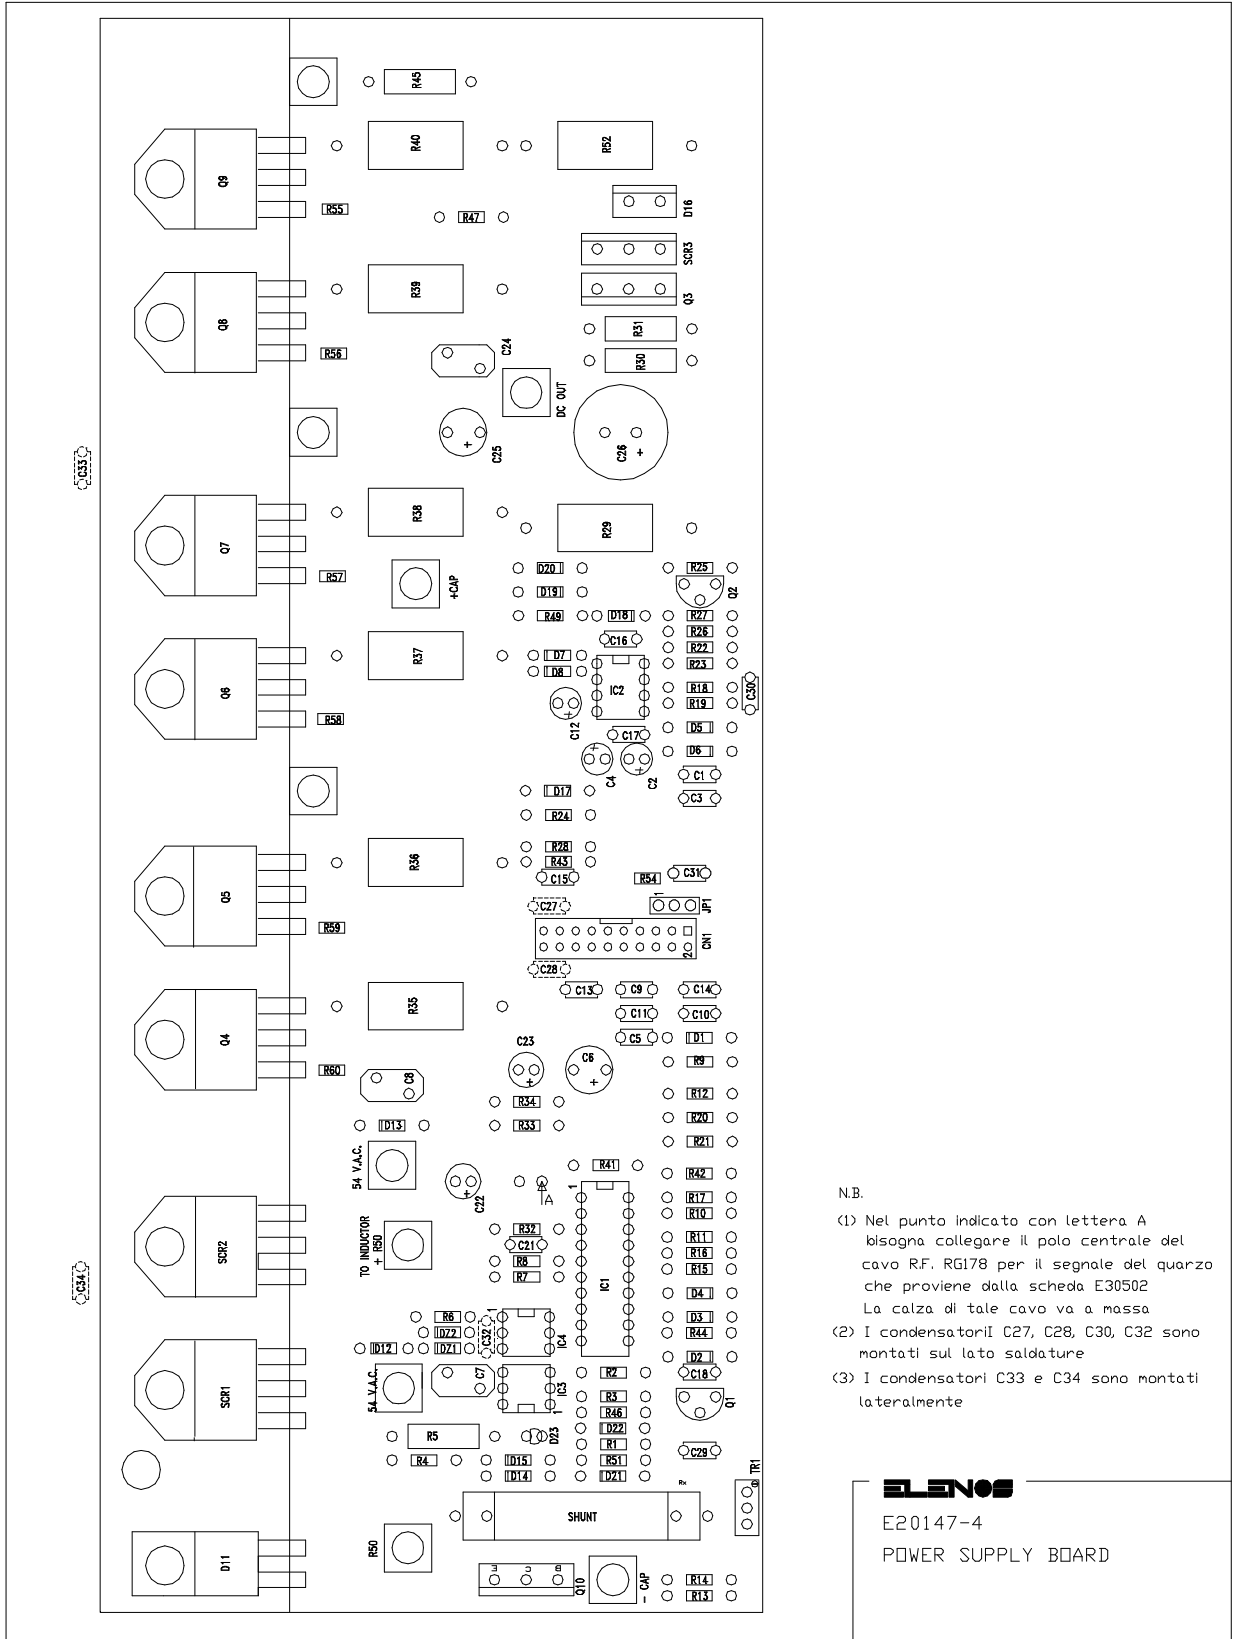 R45
R40
R52
Q9
R55
R47
D16
SCR3
R39
Q3
Q8
R31
R56
C24
R30
DC OUT
C25
+
C26
+
C33
R38
R29
Q7
R57
+CAP
D20
R25
D19
Q2
R49
D18
R27
R26
C16
R22
R37
D7
R23
D8
Q6
IC2
R18
C30
R19
R58
C12
+
D5
C17
D6
C4
+
C2
+
C1
D17
C3
R24
R28
R36
R43
C15
C31
R54
Q5
1
JP1
C27
R59
CN1
2
C28
C13
C9
C14
R35
C11
C10
Q4
C23
C5
D1
C6
R9
R60
+
+
C8
R12
R34
R20
D13
R33
R21
54 V.A.C.
R41
R42
C22
+
A
1
R17
R10
N.B.
(1) Nel punto indicato con lettera A
bisogna collegare il polo centrale del
cavo R.F. RG178 per il segnale del quarzo
che proviene dalla scheda E30502
La calza di tale cavo va a massa
(2) I condensatoriI C27, C28, C30, C32 sono
montati sul lato saldature
(3) I condensatori C33 e C34 sono montati
lateralmente
TO INDUCTOR
+ R50
R32
R11
SCR2
C21
R16
R8
R15
C34
R7
IC1
D4
R6
1
D3
DZ2
C32
IC4
R44
D12
DZ1
D2
C7
R2
C18
54 V.A.C.
IC3
SCR1
R3
Q1
1
R46
R5
D23
D22
R1
C29
R4
D15
R51
D14
D21
TR1
Rx
SHUNT
R50
D11
E
C
B
Q10
- CAP
R14
R13
ELENOS
E20147-4
POWER SUPPLY BOARD